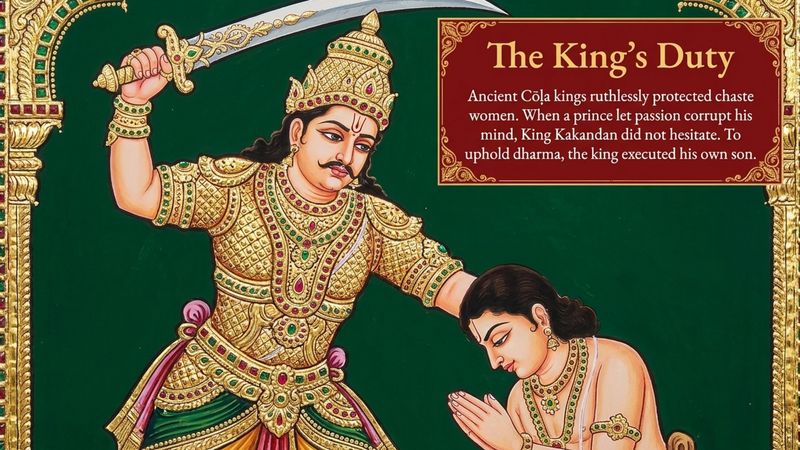 The King’s Duty
Ancient Cōḷa kings ruthlessly protected chaste
women. When a prince let passion corrupt his
mind, King Kakandan did not hesitate. To
uphold dharma, the king executed his own son.